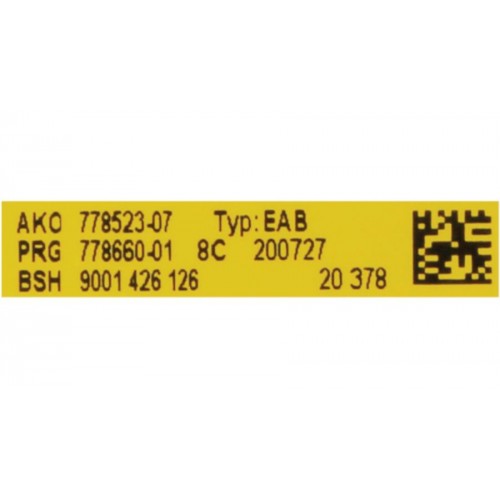 AKO 778523-07 Typ:EAB
PRG 778660-01 8C 200727
BSH 9001 426 126 20 378